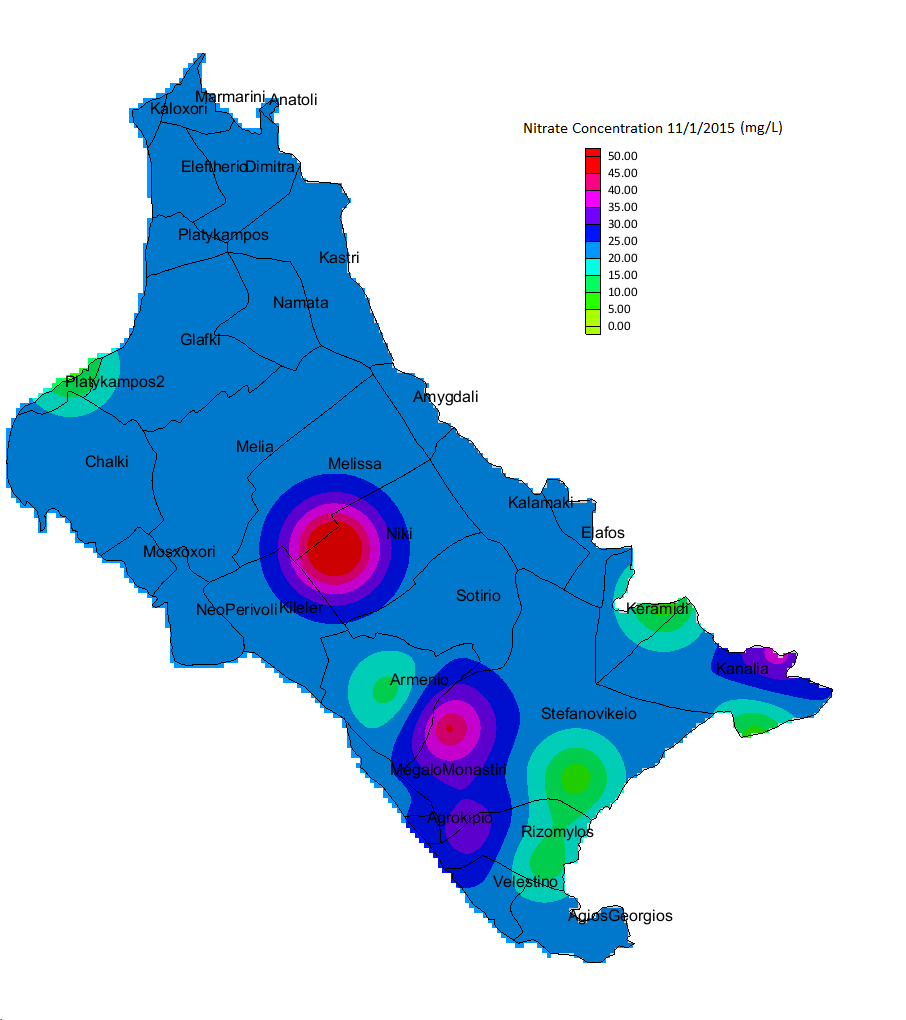 Marmarini
Anatoli
Kaloxori
Nitrate Concentration 11/1/2015 (mg/L)
50.00
45.00
40.00
35.00
30.00
25.00
20.00
15.00
10.00
5.00
0.00
Eleftherio
Dimitra
Platykampos
Kastri
Namata
Glafki
Platykampos2
Amygdali
Melia
Chalki
Melissa
Kalamaki
Niki
Elafos
Mosxoxori
Sotirio
NeoPerivoli
Kileler
Keramidi
Kanalia
Armenio
Stefanovikeio
MegaloMonastiri
Agrokipio
Rizomylos
Velestino
AgiosGeorgios